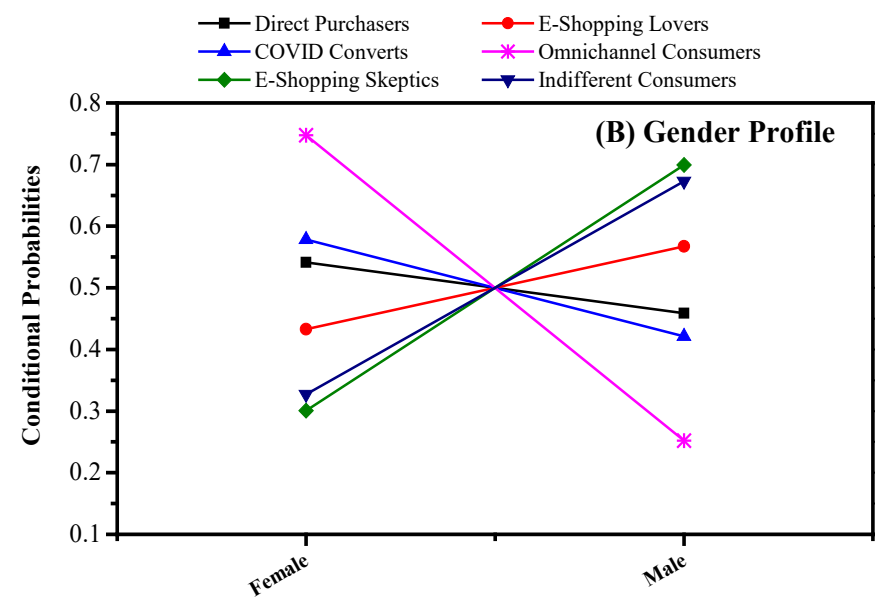 Direct Purchasers E-Shopping Lovers
COVID Converts Omnichannel Consumers
E-Shopping Skeptics Indifferent Consumers
(B) Gender Profile
Conditional Probabilities
0.8
0.7
0.6
0.5
0.4
0.3
0.2
0.1
Female Male